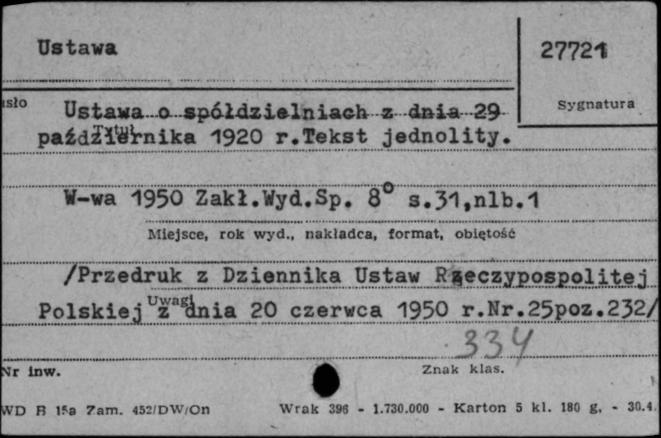 Ustawa
27721
Sygnatura
sło
Ustawa o spółdzielniach z dnia 29
Tytuł
października 1920 r.Tekst jednolity.
W-wa 1950 Zakł.Wyd.Sp. 8° s.31,nlb.1
Miejsce, rok wyd., nakładca, format, objętość
/Przedruk z Dziennika Ustaw Rzeczypospolitej
Uwagi
Polskiej z dnia 20 czerwca 1950 r.Nr.25poz.232/
334
Nr inw.
Znak klas.
WD B 15a Zam. 452/DW/On Wrak 396 - 1.730.000 - Karton 5 kl. 180 g, - 30.4.